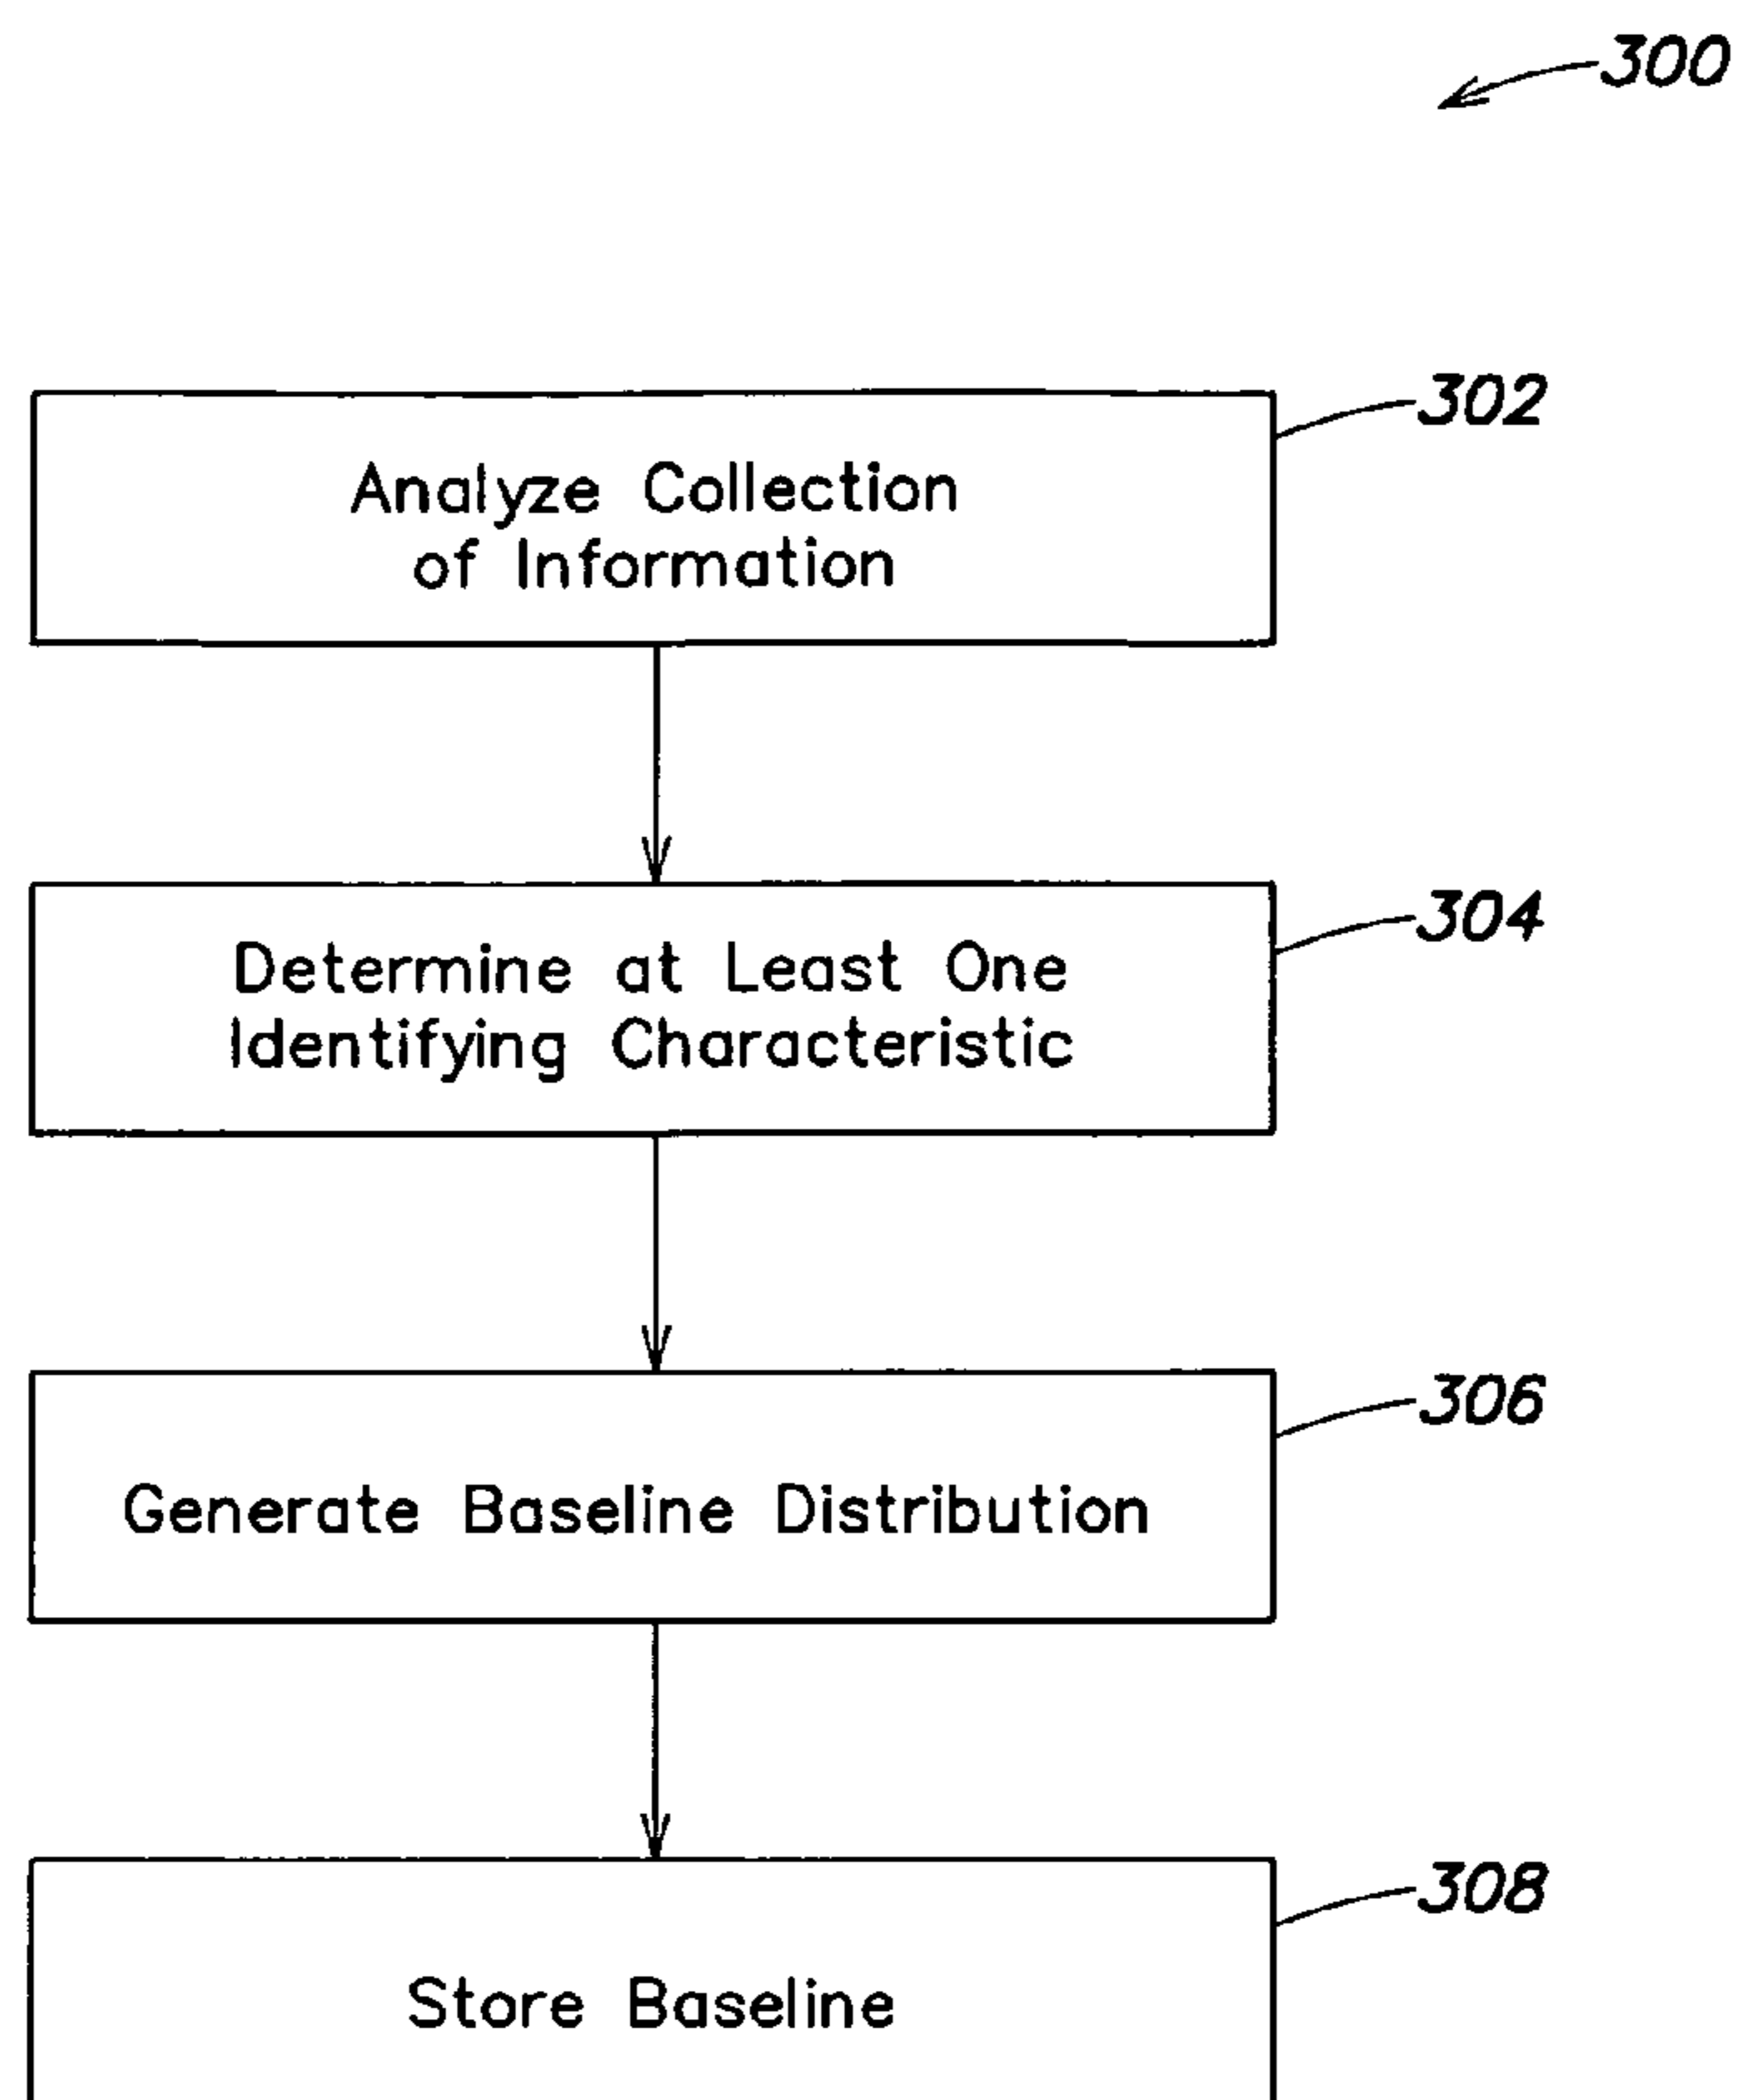 300
302
Analyze Collection
of Information
304
Determine at Least One
Identifying Characteristic
306
Generate Baseline Distribution
308
Store Baseline